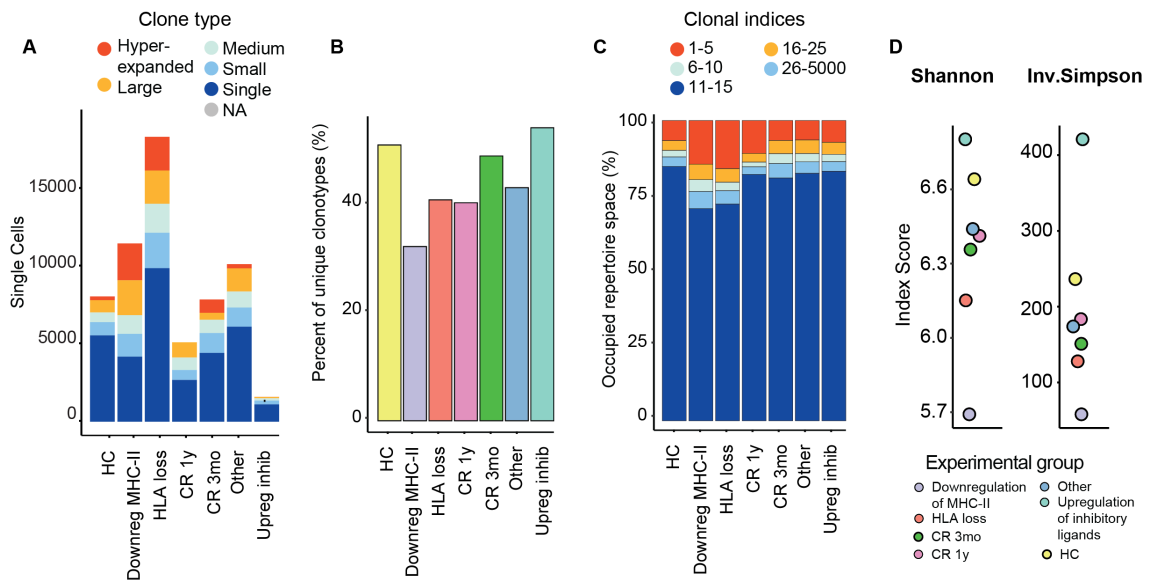 Clone type
A
Hyper-
expanded
Large
Medium
Small
Single
NA
Single Cells
15000
10000
5000
0
HC
Downreg MHC-II
HLA loss
CR 1y
CR 3mo
Other
Upreg inhib
B
Percent of unique clonotypes (%)
40
20
0
HC
Downreg MHC-II
HLA loss
CR 1y
CR 3mo
Other
Upreg inhib
Clonal indices
C
1-5
6-10
11-15
16-25
26-5000
Occupied repertoire space (%)
100
75
50
25
0
HC
Downreg MHC-II
HLA loss
CR 1y
CR 3mo
Other
Upreg inhib
D
Shannon
Inv.Simpson
Index Score
6.6
6.3
6.0
5.7
400
300
200
100
Experimental group
Downregulation
of MHC-II
HLA loss
CR 3mo
CR 1y
Other
Upregulation
of inhibitory
ligands
HC